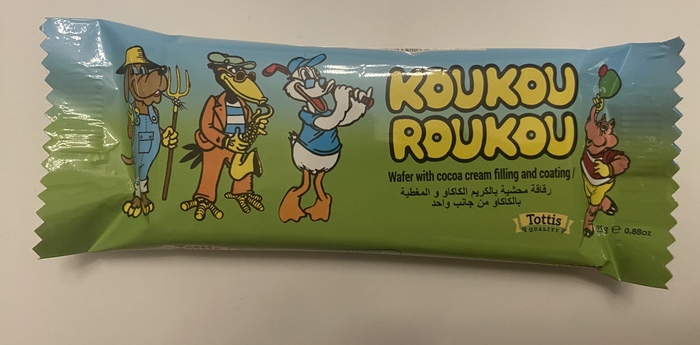 KOUKOU
ROUKOU
Wafer with cocoa cream filling and coating /
رقاقة محشية بالكريم الكاكاو و المغطية
بالكاكاو من جانب واحد
Tottis
QUALITY
25g ℮ 0,88oz